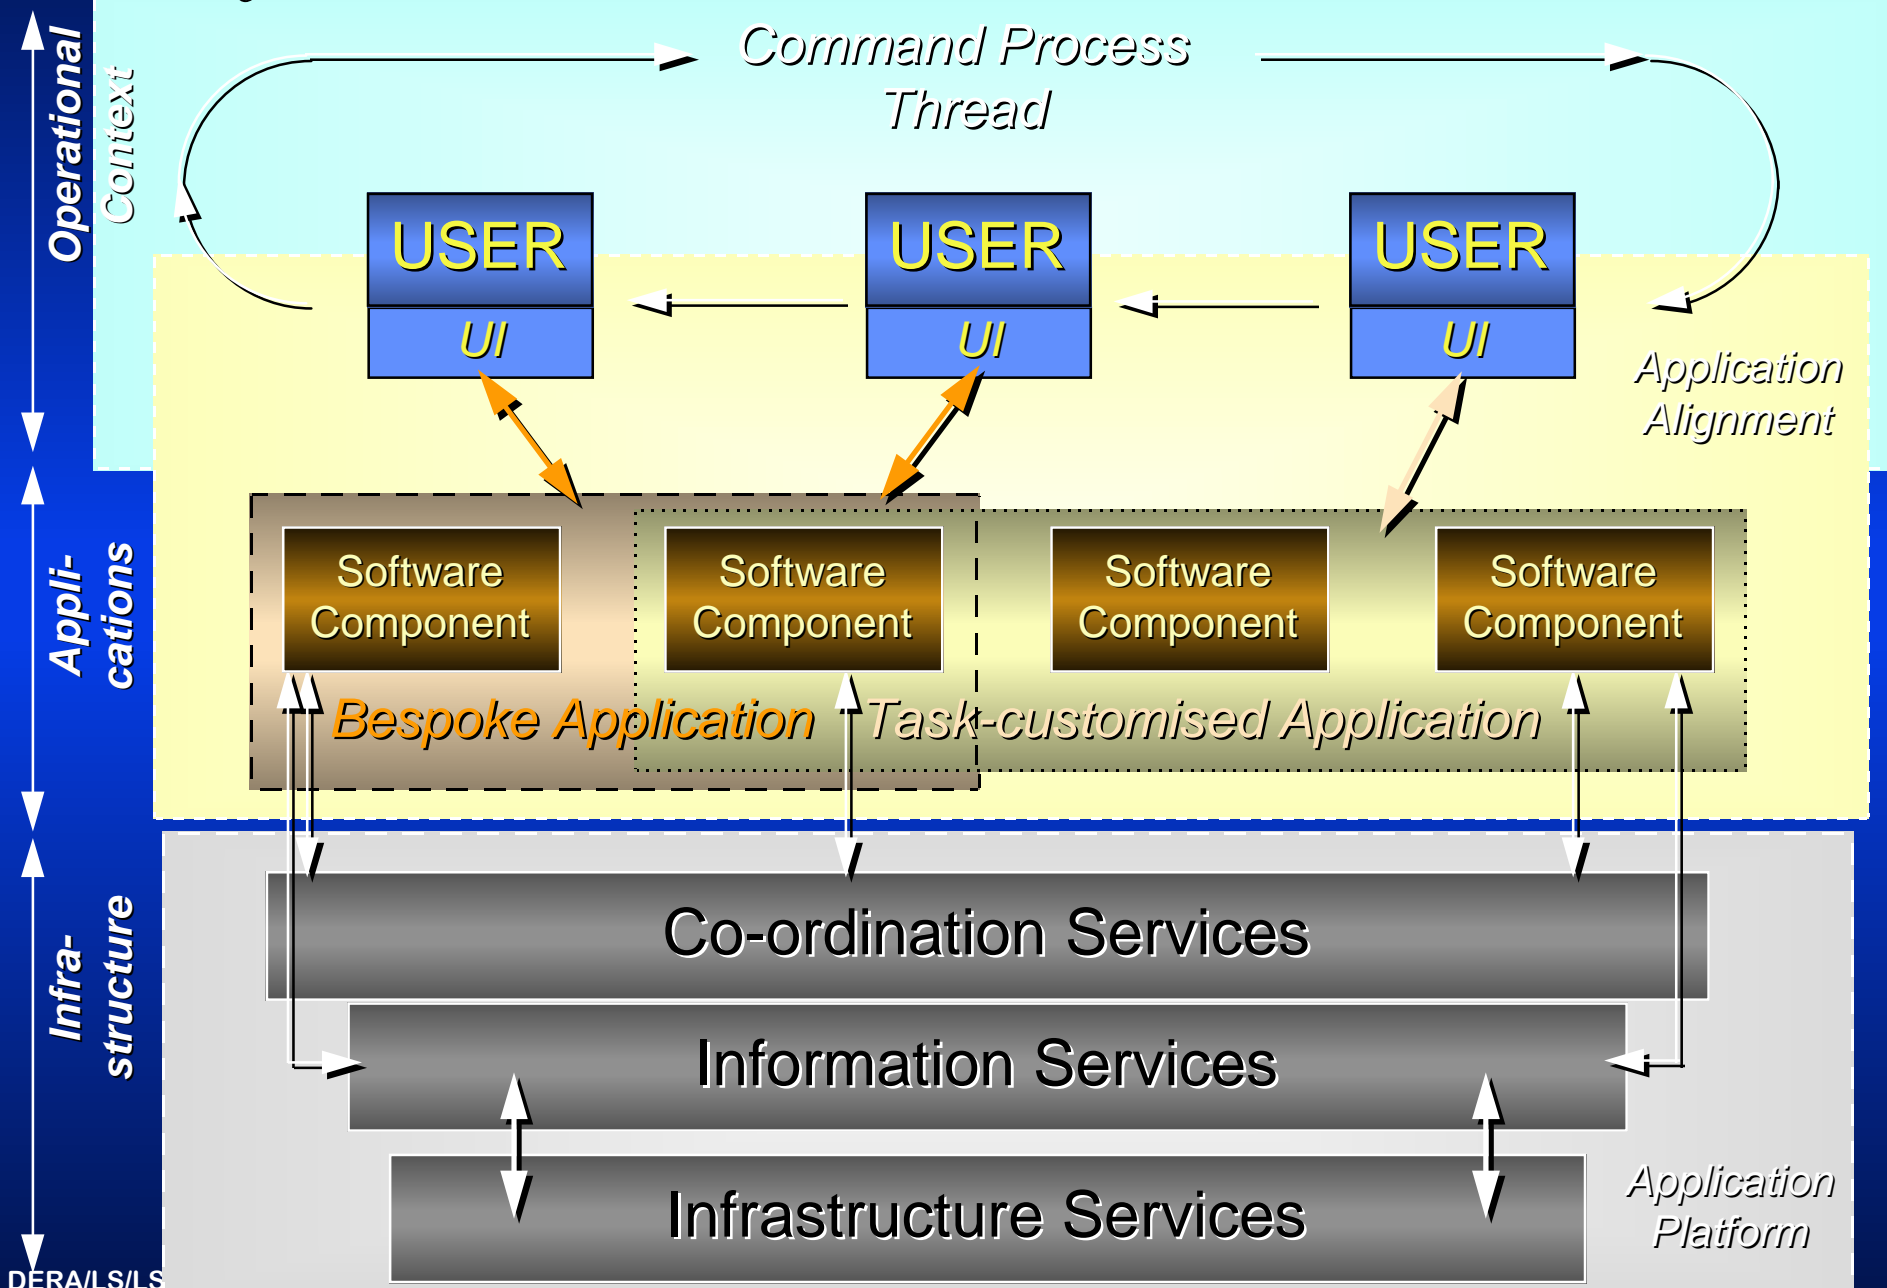 Operational
Context
Command Process
Thread
USER
USER
USER
UI
UI
UI
Application
Alignment
Appli-
cations
Software
Component
Software
Component
Software
Component
Software
Component
Bespoke Application
Task-customised Application
Infra-
structure
Co-ordination Services
Information Services
Infrastructure Services
Application
Platform
DERA/LS/LS